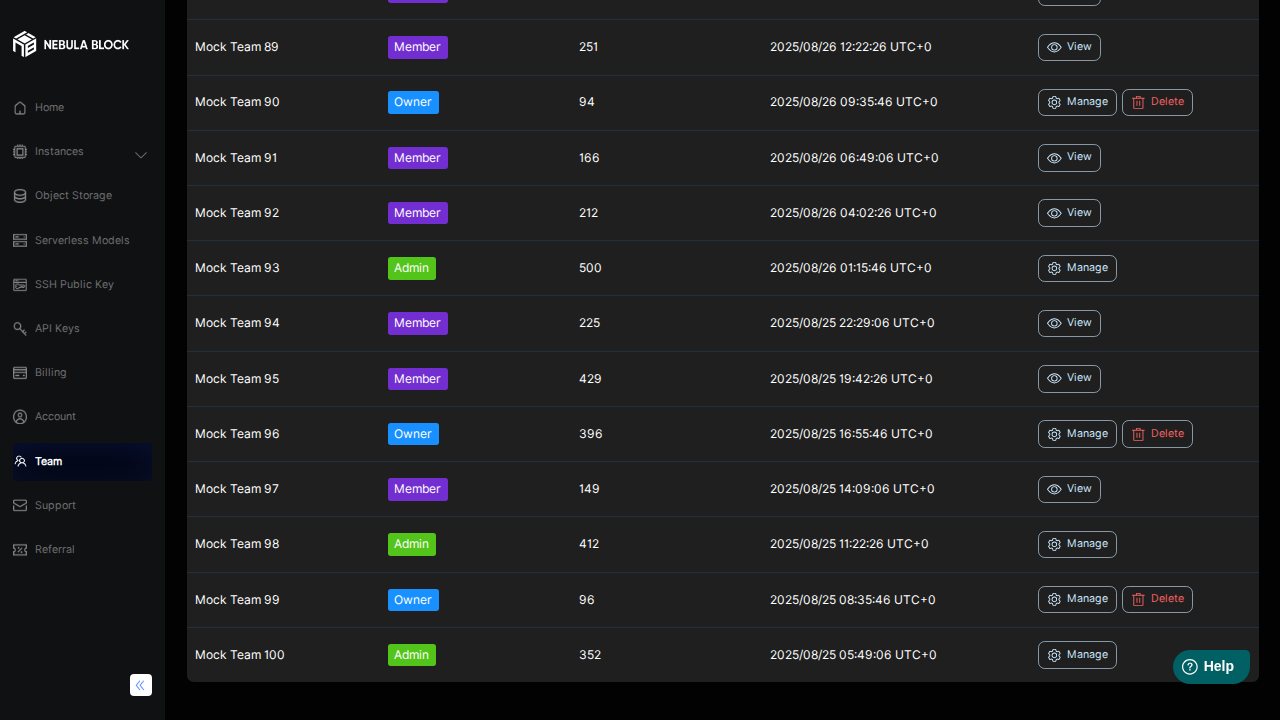 NEBULA BLOCK
Home
Instances
Object Storage
Serverless Models
SSH Public Key
API Keys
Billing
Account
Team
Support
Referral
Mock Team 89 Member 251 2025/08/26 12:22:26 UTC+0 View
Mock Team 90 Owner 94 2025/08/26 09:35:46 UTC+0 Manage Delete
Mock Team 91 Member 166 2025/08/26 06:49:06 UTC+0 View
Mock Team 92 Member 212 2025/08/26 04:02:26 UTC+0 View
Mock Team 93 Admin 500 2025/08/26 01:15:46 UTC+0 Manage
Mock Team 94 Member 225 2025/08/25 22:29:06 UTC+0 View
Mock Team 95 Member 429 2025/08/25 19:42:26 UTC+0 View
Mock Team 96 Owner 396 2025/08/25 16:55:46 UTC+0 Manage Delete
Mock Team 97 Member 149 2025/08/25 14:09:06 UTC+0 View
Mock Team 98 Admin 412 2025/08/25 11:22:26 UTC+0 Manage
Mock Team 99 Owner 96 2025/08/25 08:35:46 UTC+0 Manage Delete
Mock Team 100 Admin 352 2025/08/25 05:49:06 UTC+0 Manage
Help